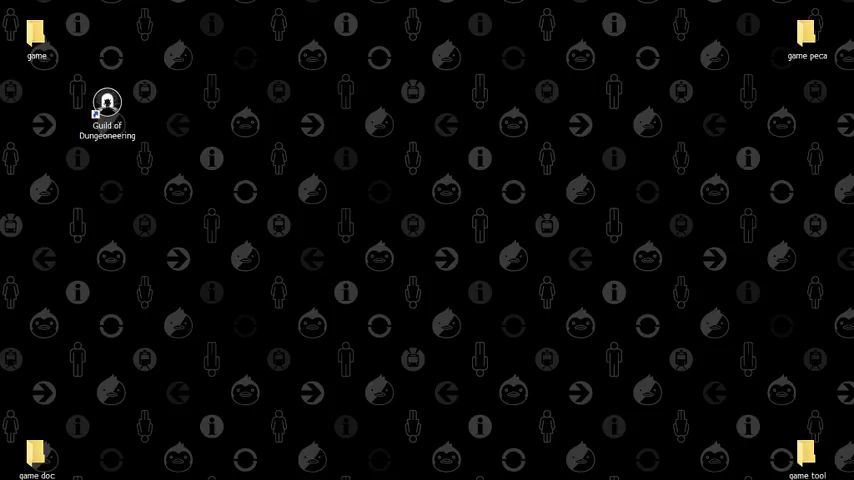 game
game peca
Guild of
Dungeoneering
game doc
game tool